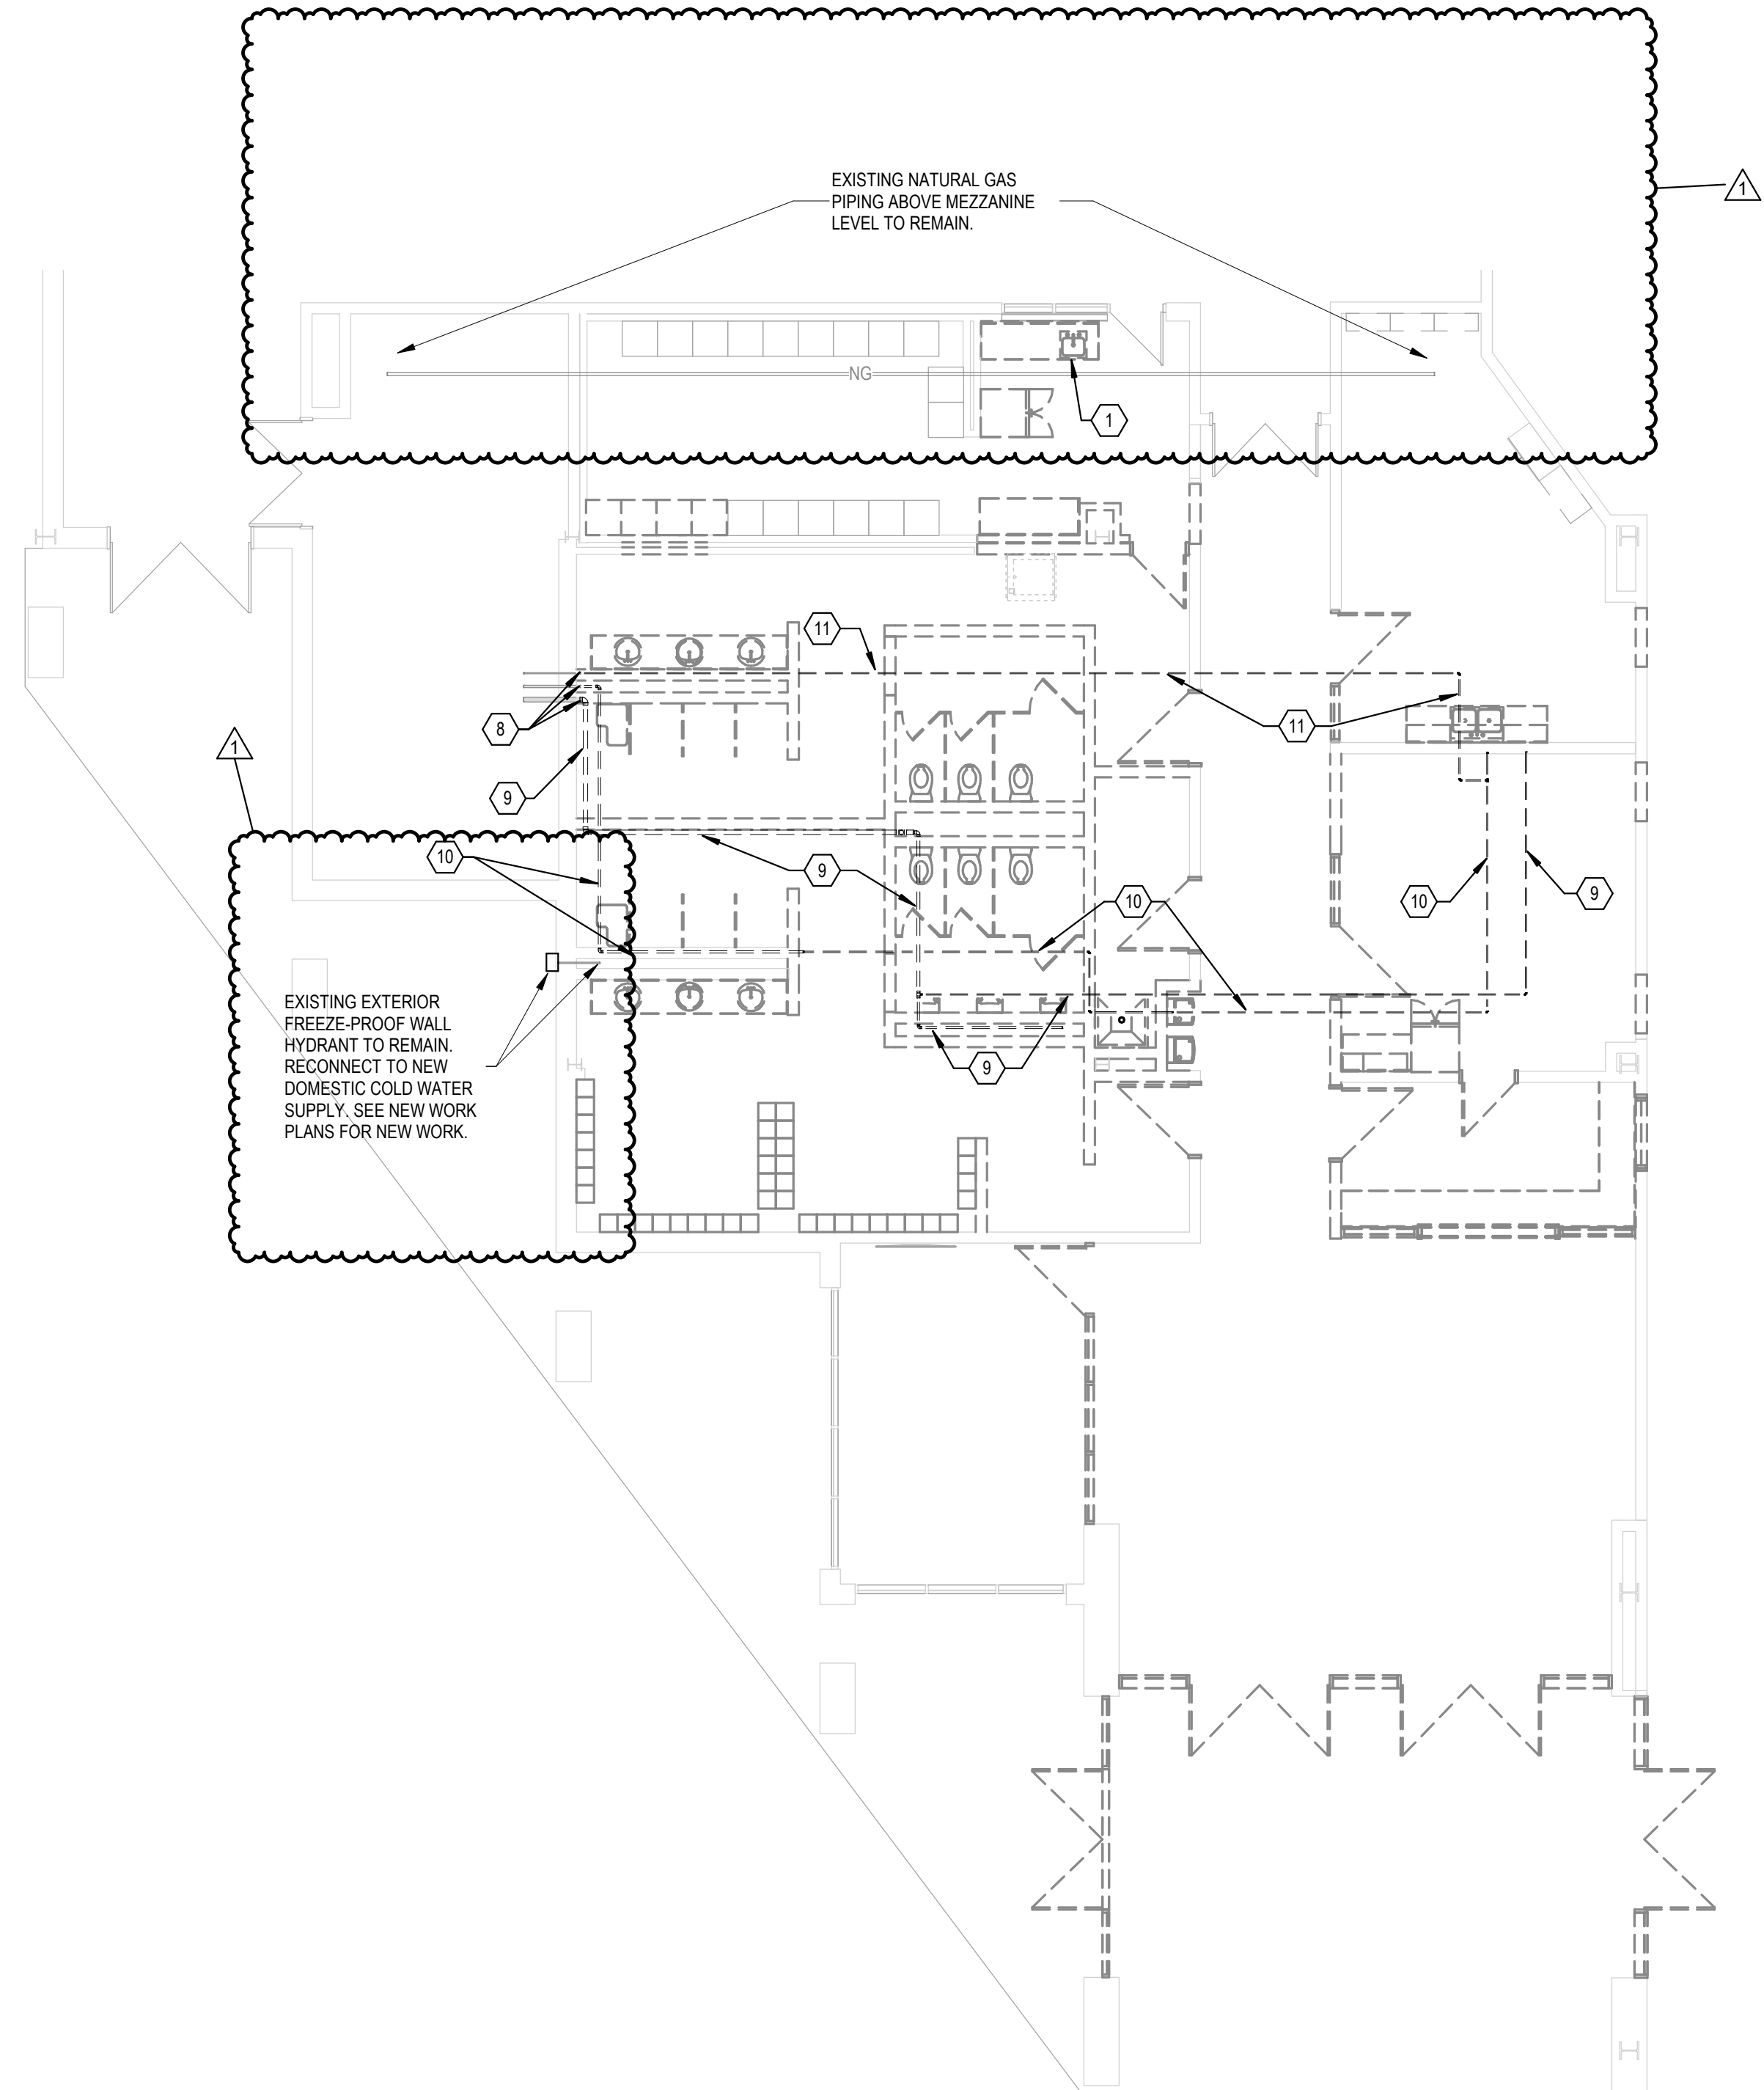 EXISTING NATURAL GAS
PIPING ABOVE MEZZANINE
LEVEL TO REMAIN.
1
NG
1
11
8
11
1
9
10
9
10
10
9
EXISTING EXTERIOR
FREEZE-PROOF WALL
HYDRANT TO REMAIN.
RECONNECT TO NEW
DOMESTIC COLD WATER
SUPPLY. SEE NEW WORK
PLANS FOR NEW WORK.
9